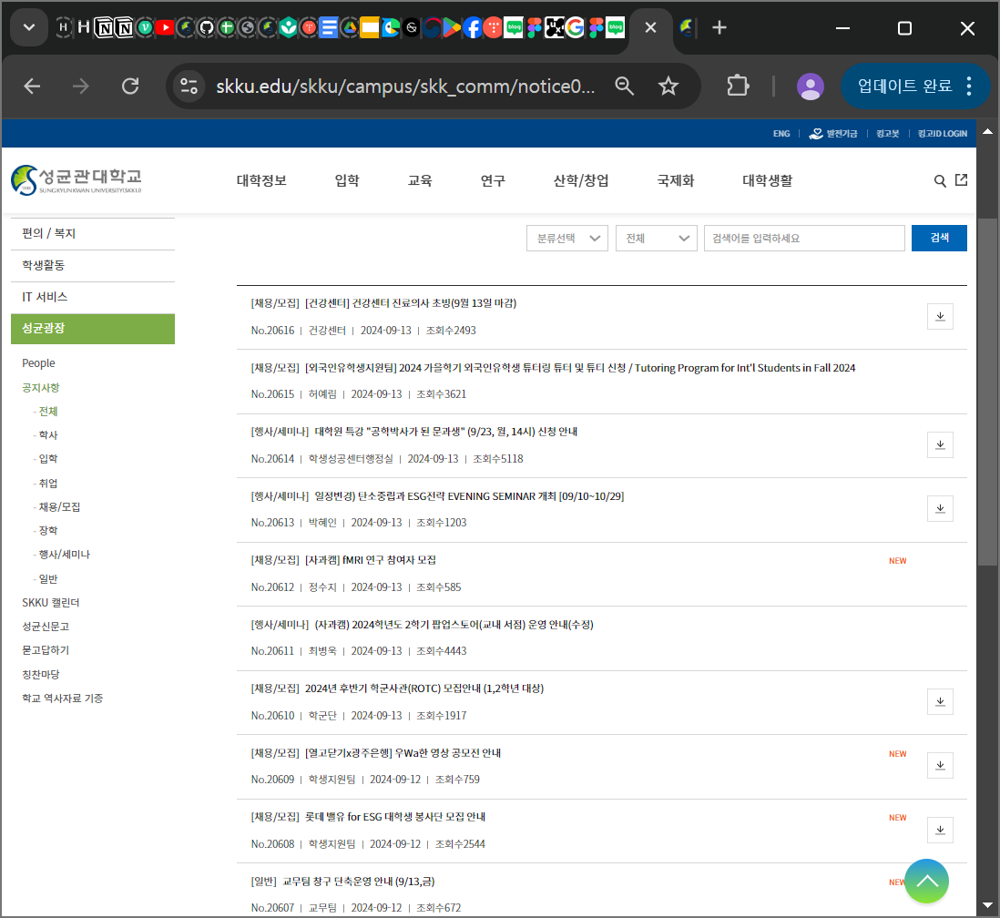 skku.edu/skku/campus/skk_comm/notice0...
업데이트 완료
ENG 발전기금 킹고봇 킹고ID LOGIN
성균관대학교
SUNGKYUNKWAN UNIVERSITY(SKKU)
대학정보 입학 교육 연구 산학/창업 국제화 대학생활
편의 / 복지
학생활동
IT 서비스
성균광장
People
공지사항
- 전체
- 학사
- 입학
- 취업
- 채용/모집
- 장학
- 행사/세미나
- 일반
SKKU 캘린더
성균신문고
묻고답하기
칭찬마당
학교 역사자료 기증
분류선택 전체 검색어를 입력하세요 검색
[채용/모집] [건강센터] 건강센터 진료의사 초빙(9월 13일 마감)
No.20616 | 건강센터 | 2024-09-13 | 조회수2493
[채용/모집] [외국인유학생지원팀] 2024 가을학기 외국인유학생 튜터링 튜터 및 튜티 신청 / Tutoring Program for Int'l Students in Fall 2024
No.20615 | 허예림 | 2024-09-13 | 조회수3621
[행사/세미나] 대학원 특강 "공학박사가 된 문과생" (9/23, 월, 14시) 신청 안내
No.20614 | 학생성공센터행정실 | 2024-09-13 | 조회수5118
[행사/세미나] 일정변경) 탄소중립과 ESG전략 EVENING SEMINAR 개최 [09/10~10/29]
No.20613 | 박혜인 | 2024-09-13 | 조회수1203
[채용/모집] [자과캠] fMRI 연구 참여자 모집 NEW
No.20612 | 정수지 | 2024-09-13 | 조회수585
[행사/세미나] (자과캠) 2024학년도 2학기 팝업스토어(교내 서점) 운영 안내(수정)
No.20611 | 최병욱 | 2024-09-13 | 조회수4443
[채용/모집] 2024년 후반기 학군사관(ROTC) 모집안내 (1,2학년 대상)
No.20610 | 학군단 | 2024-09-13 | 조회수1917
[채용/모집] [열고닫기x광주은행] 우Wa한 영상 공모전 안내 NEW
No.20609 | 학생지원팀 | 2024-09-12 | 조회수759
[채용/모집] 롯데 밸유 for ESG 대학생 봉사단 모집 안내 NEW
No.20608 | 학생지원팀 | 2024-09-12 | 조회수2544
[일반] 교무팀 창구 단축운영 안내 (9/13,금) NEW
No.20607 | 교무팀 | 2024-09-12 | 조회수672